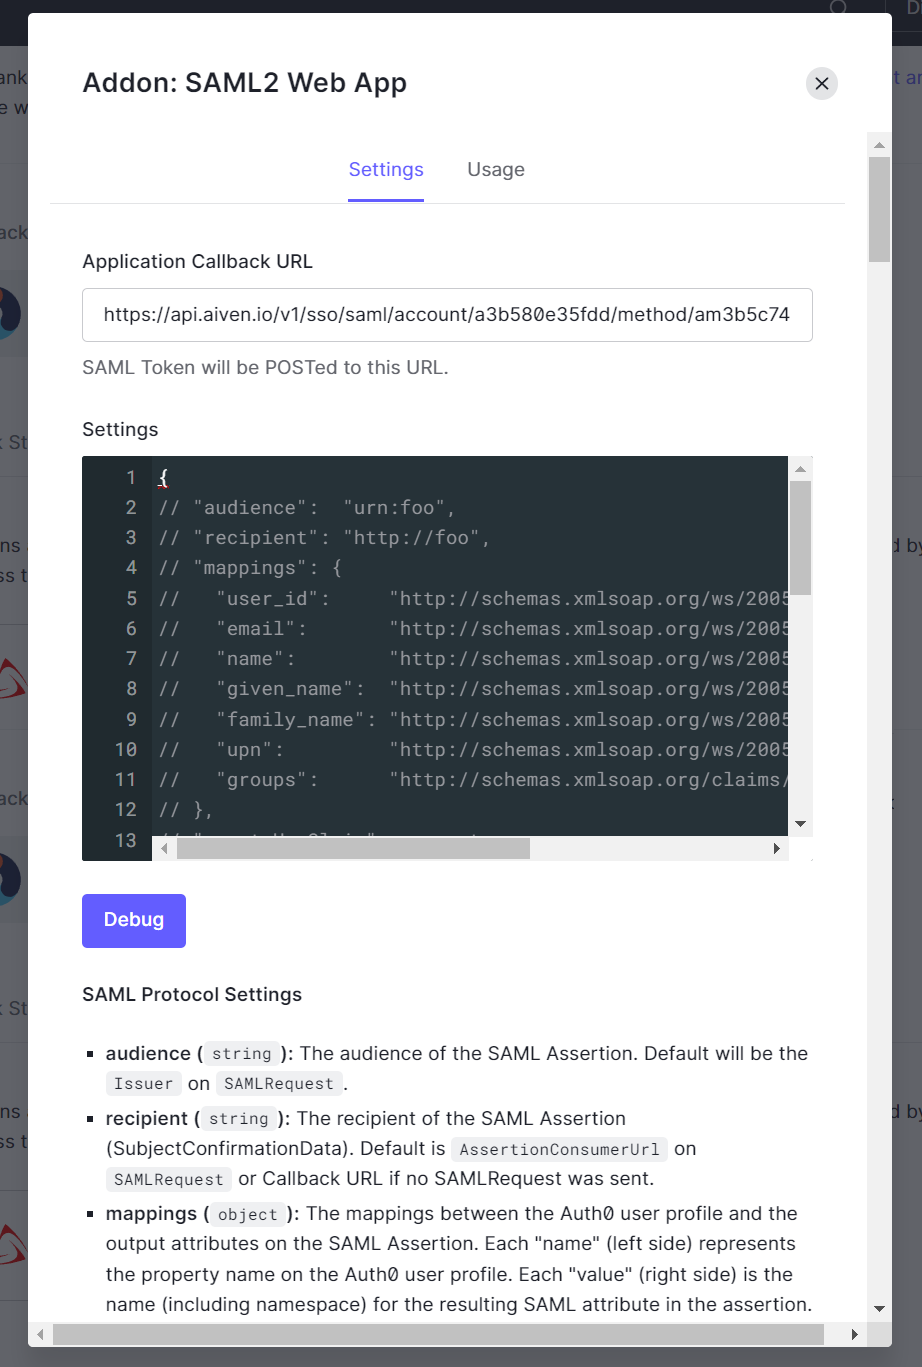 Addon: SAML2 Web App
Settings
Usage
Application Callback URL
https://api.aiven.io/v1/sso/saml/account/a3b580e35fdd/method/am3b5c74
SAML Token will be POSTed to this URL.
Settings
1 {
2 // "audience":  "urn:foo",
3 // "recipient": "http://foo",
4 // "mappings": {
5 //   "user_id":     "http://schemas.xmlsoap.org/ws/2005
6 //   "email":       "http://schemas.xmlsoap.org/ws/2005
7 //   "name":        "http://schemas.xmlsoap.org/ws/2005
8 //   "given_name":  "http://schemas.xmlsoap.org/ws/2005
9 //   "family_name": "http://schemas.xmlsoap.org/ws/2005
10 //   "upn":         "http://schemas.xmlsoap.org/ws/2005
11 //   "groups":      "http://schemas.xmlsoap.org/claims/
12 // },
13
Debug
SAML Protocol Settings
▪ audience (string): The audience of the SAML Assertion. Default will be the
Issuer on SAMLRequest.
▪ recipient (string): The recipient of the SAML Assertion
(SubjectConfirmationData). Default is AssertionConsumerUrl on
SAMLRequest or Callback URL if no SAMLRequest was sent.
▪ mappings (object): The mappings between the Auth0 user profile and the
output attributes on the SAML Assertion. Each "name" (left side) represents
the property name on the Auth0 user profile. Each "value" (right side) is the
name (including namespace) for the resulting SAML attribute in the assertion.